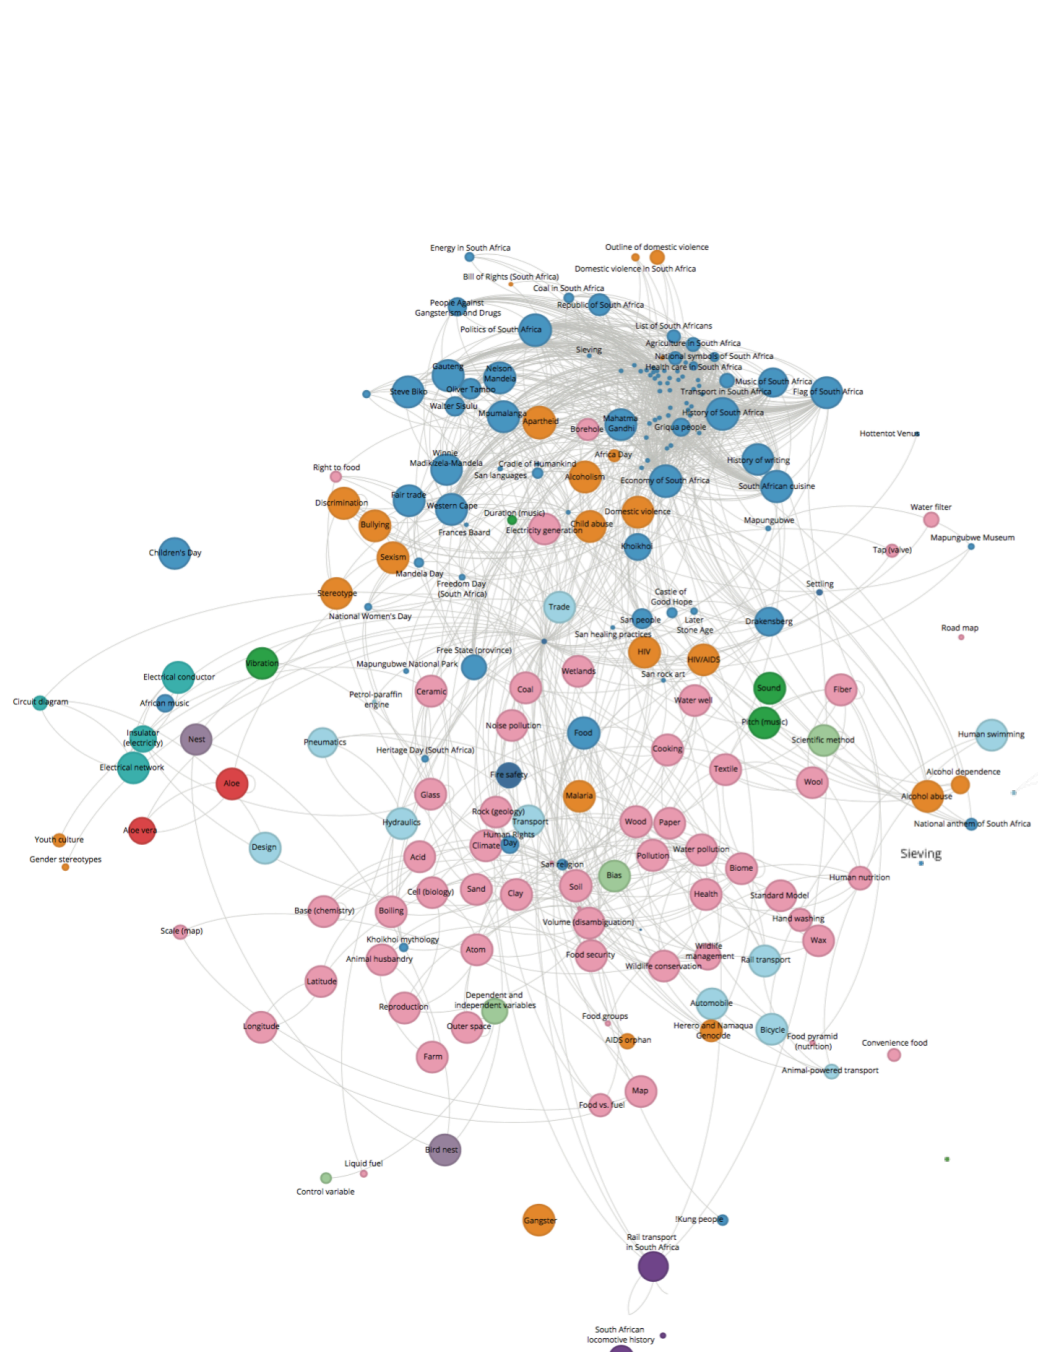 Energy in South Africa
Outline of domestic violence
Domestic violence in South Africa
Bill of Rights (South Africa)
Coal in South Africa
People Against
Gangsterism and Drugs
Republic of South Africa
Politics of South Africa
List of South Africans
Agriculture in South Africa
Sieving
National symbols of South Africa
Health care in South Africa
Gauteng
Nelson
Mandela
Music of South Africa
Steve Biko
Oliver Tambo
Transport in South Africa
Flag of South Africa
Walter Sisulu
Moumalanga
Apartheid
Mahatma
Gandhi
History of South Africa
Borehole
Griqua people
Hottentot Venus
Winnie
Madikizela-Mandela
Africa Day
Cradle of Humankind
San languages
History of writing
Right to food
Alcoholism
Economy of South Africa
South African cuisine
Discrimination
Fair trade
Western Cape
Duration (music)
Domestic violence
Water filter
Bullying
Frances Baard
Electricity generation
Child abuse
Mapungubwe
Mapungubwe Museum
Children's Day
Sexism
Khoikhoi
Tap (valve)
Mandela Day
Freedom Day
(South Africa)
Settling
Stereotype
Castle of
Good Hope
National Women's Day
Trade
San people
Later
Stone Age
Drakensberg
San healing practices
Road map
Free State (province)
HIV
HIV/AIDS
Vibration
Mapungubwe National Park
Wetlands
San rock art
Electrical conductor
Ceramic
Coal
Sound
Fiber
Circuit diagram
African music
Petrol-paraffin
engine
Water well
Noise pollution
Pitch (music)
Insulator
(electricity)
Nest
Pneumatics
Food
Scientific method
Human swimming
Heritage Day (South Africa)
Cooking
Electrical network
Fire safety
Textile
Alcohol dependence
Aloe
Glass
Malaria
Wool
Alcohol abuse
Rock (geology)
Hydraulics
Transport
Wood
Paper
National anthem of South Africa
Aloe vera
Human Rights
Day
Youth culture
Climate
Design
Acid
Pollution
Water pollution
Sieving
Gender stereotypes
San religion
Bias
Biome
Human nutrition
Cell (biology)
Sand
Clay
Soil
Health
Standard Model
Base (chemistry)
Boiling
Volume (disambiguation)
Hand washing
Scale (map)
Khoikhoi mythology
Wax
Animal husbandry
Atom
Food security
Wildlife
management
Wildlife conservation
Rail transport
Latitude
Dependent and
independent variables
Reproduction
Automobile
Longitude
Outer space
Food groups
Herero and Namaqua
Genocide
Bicycle
AIDS orphan
Food pyramid
(nutrition)
Convenience food
Farm
Animal-powered transport
Map
Food vs. fuel
Bird nest
Liquid fuel
Control variable
Gangster
!Kung people
Rail transport
in South Africa
South African
locomotive history